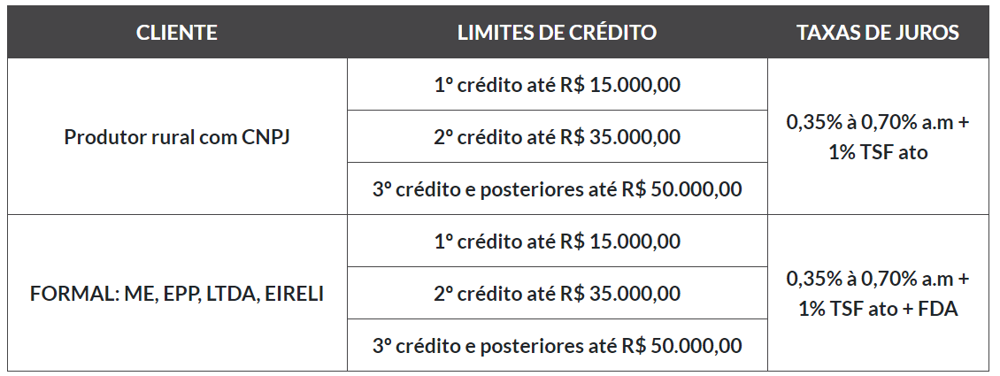 CLIENTE LIMITES DE CRÉDITO TAXAS DE JUROS
Produtor rural com CNPJ
1º crédito até R$ 15.000,00
2º crédito até R$ 35.000,00
3º crédito e posteriores até R$ 50.000,00
0,35% à 0,70% a.m +
1% TSF ato
FORMAL: ME, EPP, LTDA, EIRELI
1º crédito até R$ 15.000,00
2º crédito até R$ 35.000,00
3º crédito e posteriores até R$ 50.000,00
0,35% à 0,70% a.m +
1% TSF ato + FDA